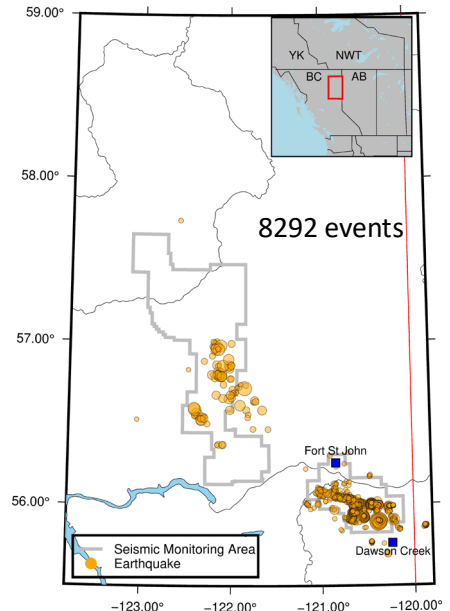 59.00°
YK NWT
BC AB
58.00°
8292 events
57.00°
Fort St John
56.00°
Dawson Creek
Seismic Monitoring Area
Earthquake
−123.00° −122.00° −121.00° −120.00°